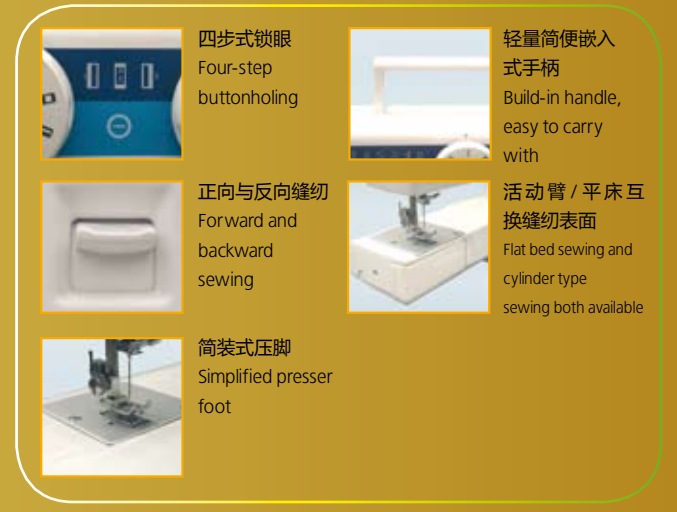 四步式锁眼
Four-step
buttonholing
轻量简便嵌入
式手柄
Build-in handle,
easy to carry
with
正向与反向缝纫
Forward and
backward
sewing
活动臂 / 平床互
换缝纫表面
Flat bed sewing and
cylinder type
sewing both available
简装式压脚
Simplified presser
foot